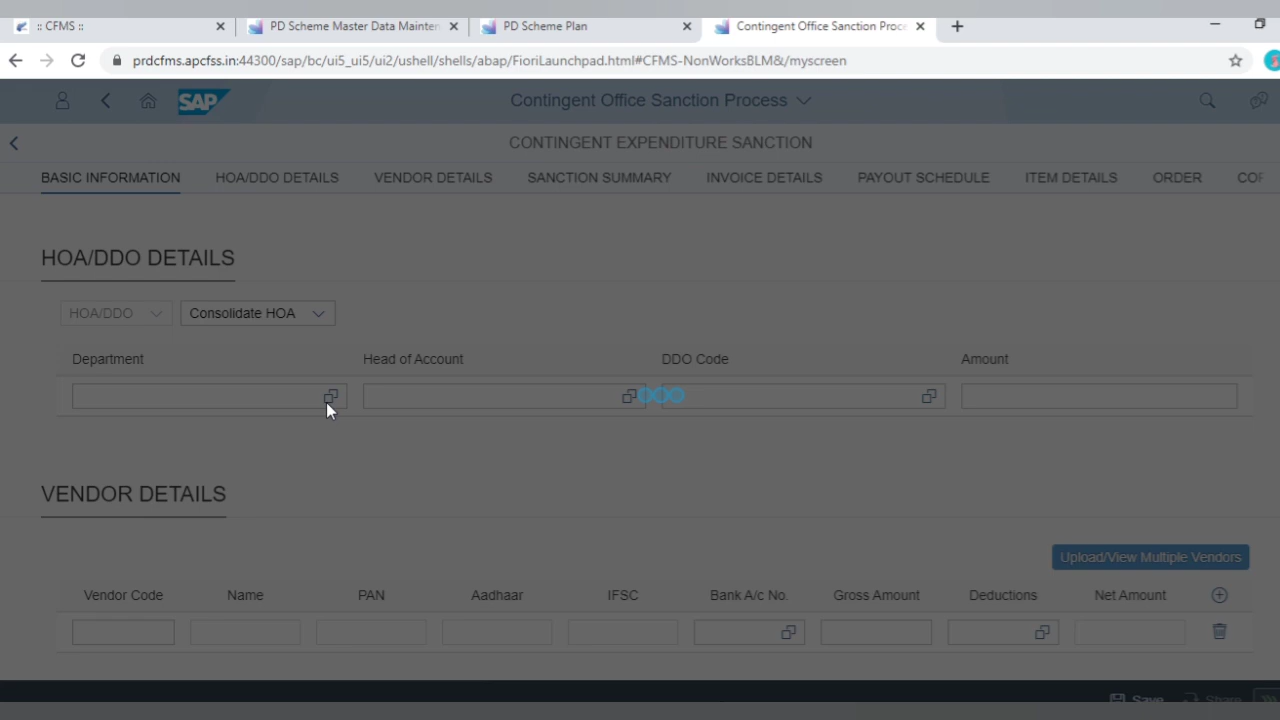 :: CFMS ::
PD Scheme Master Data Mainten
PD Scheme Plan
Contingent Office Sanction Proce
prdcfms.apcfss.in:44300/sap/bc/ui5_ui5/ui2/ushell/shells/abap/FioriLaunchpad.html#CFMS-NonWorksBLM&/myscreen
SAP
Contingent Office Sanction Process
CONTINGENT EXPENDITURE SANCTION
BASIC INFORMATION HOA/DDO DETAILS VENDOR DETAILS SANCTION SUMMARY INVOICE DETAILS PAYOUT SCHEDULE ITEM DETAILS ORDER
HOA/DDO DETAILS
HOA/DDO Consolidate HOA
Department Head of Account DDO Code Amount
VENDOR DETAILS
Upload/View Multiple Vendors
Vendor Code Name PAN Aadhaar IFSC Bank A/c No. Gross Amount Deductions Net Amount
Save Share